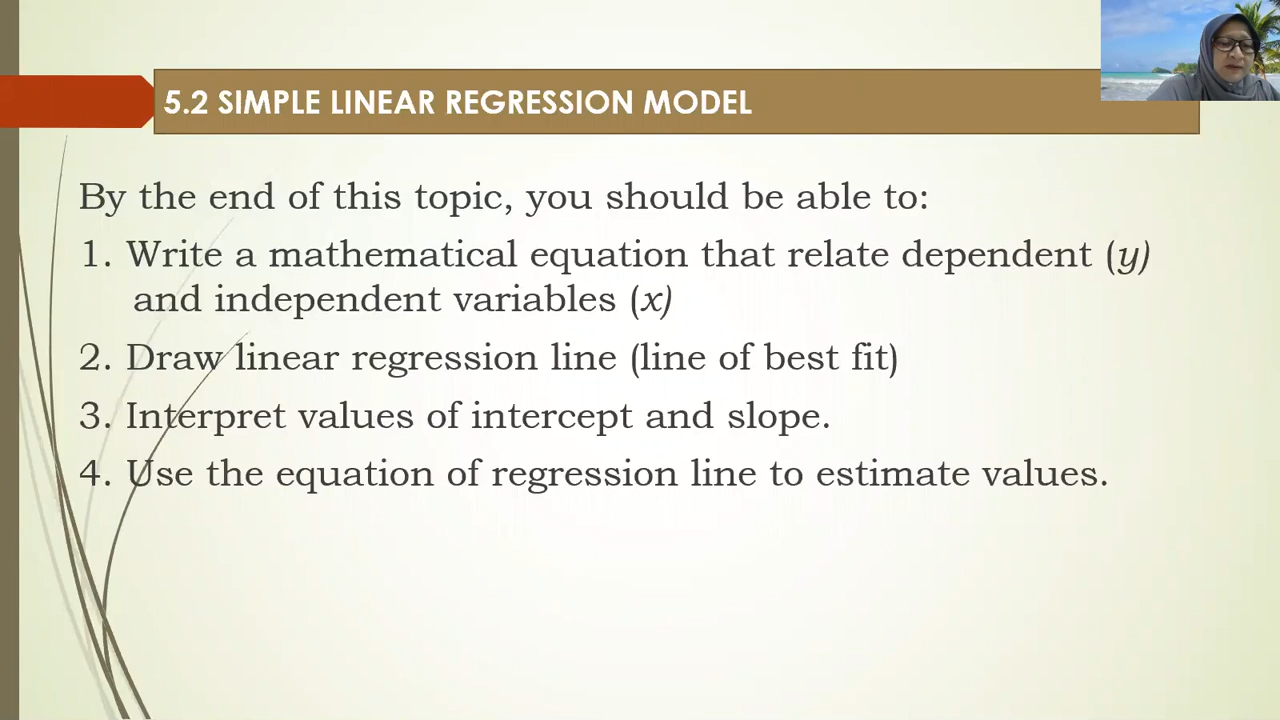 5.2 SIMPLE LINEAR REGRESSION MODEL
By the end of this topic, you should be able to:
1. Write a mathematical equation that relate dependent (y)
and independent variables (x)
2. Draw linear regression line (line of best fit)
3. Interpret values of intercept and slope.
4. Use the equation of regression line to estimate values.